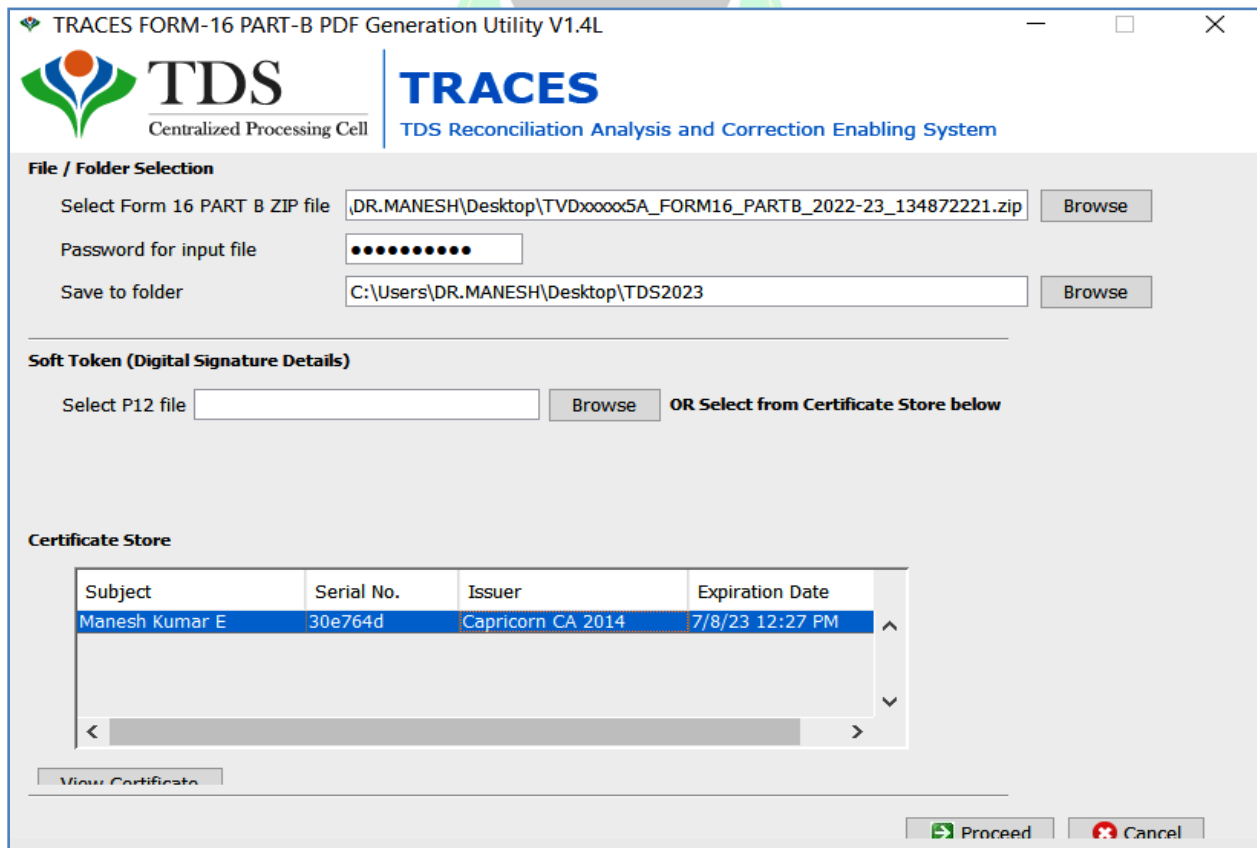 TRACES FORM-16 PART-B PDF Generation Utility V1.4L
TDS
Centralized Processing Cell
TRACES
TDS Reconciliation Analysis and Correction Enabling System
File / Folder Selection
Select Form 16 PART B ZIP file \DR.MANESH\Desktop\TVDxxxxx5A_FORM16_PARTB_2022-23_134872221.zip Browse
Password for input file ●●●●●●●●●●
Save to folder C:\Users\DR.MANESH\Desktop\TDS2023 Browse
Soft Token (Digital Signature Details)
Select P12 file Browse OR Select from Certificate Store below
Certificate Store
Subject Serial No. Issuer Expiration Date
Manesh Kumar E 30e764d Capricorn CA 2014 7/8/23 12:27 PM
View Certificate
Proceed Cancel